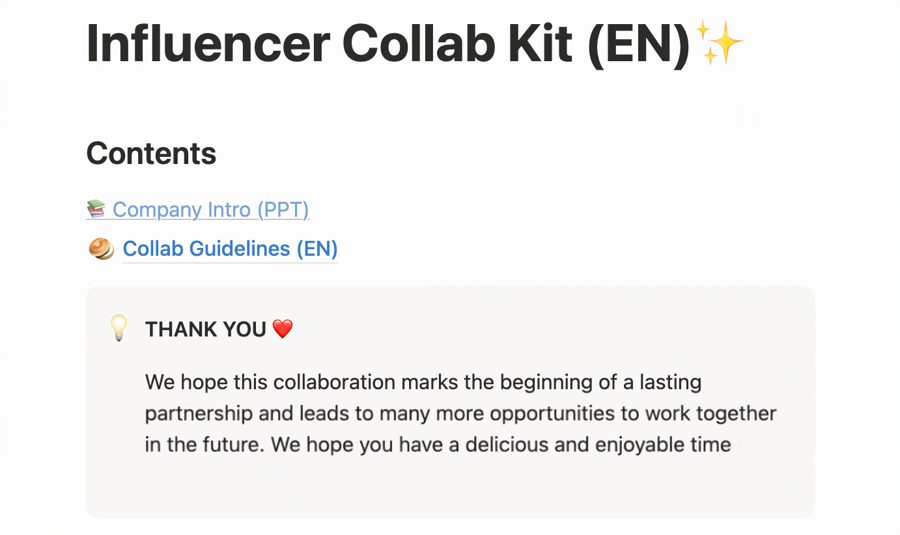 Influencer Collab Kit (EN)✨
Contents
📚 Company Intro (PPT)
🥯 Collab Guidelines (EN)
💡 THANK YOU ❤️
We hope this collaboration marks the beginning of a lasting
partnership and leads to many more opportunities to work together
in the future. We hope you have a delicious and enjoyable time